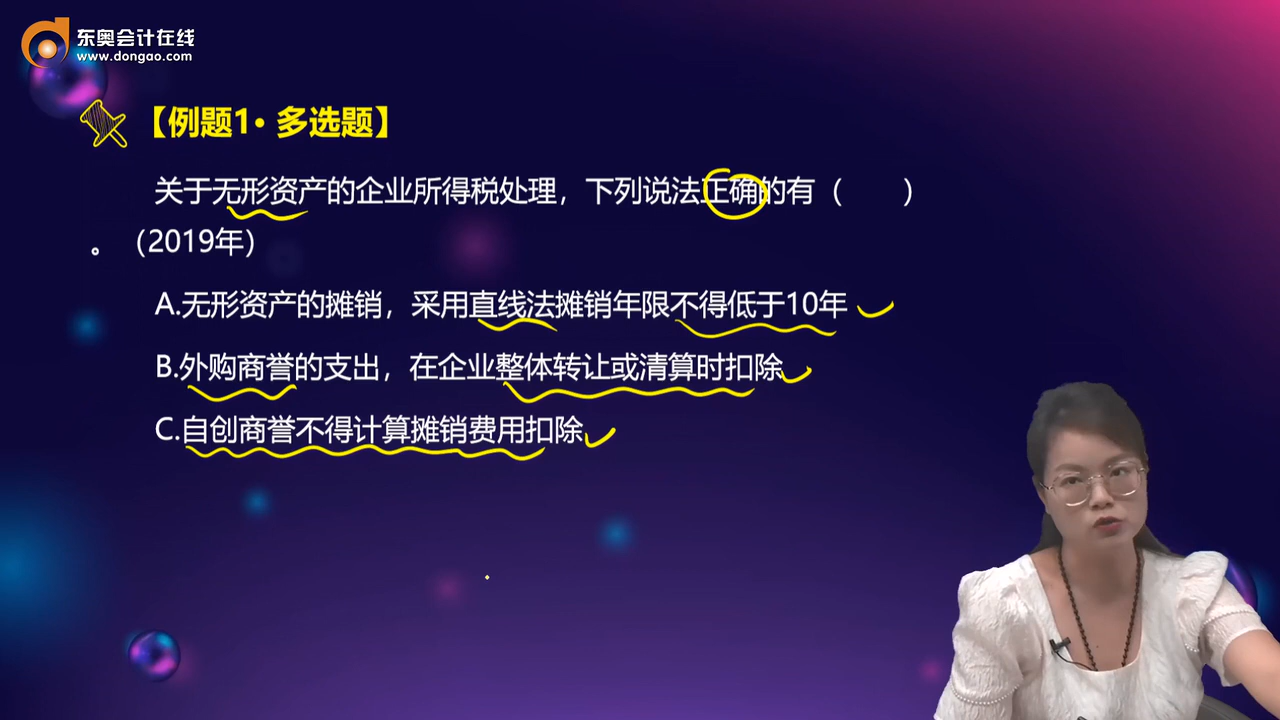 东奥会计在线
www.dongao.com
【例题1·多选题】
关于无形资产的企业所得税处理，下列说法正确的有（ ）
。（2019年）
A.无形资产的摊销，采用直线法摊销年限不得低于10年
B.外购商誉的支出，在企业整体转让或清算时扣除
C.自创商誉不得计算摊销费用扣除